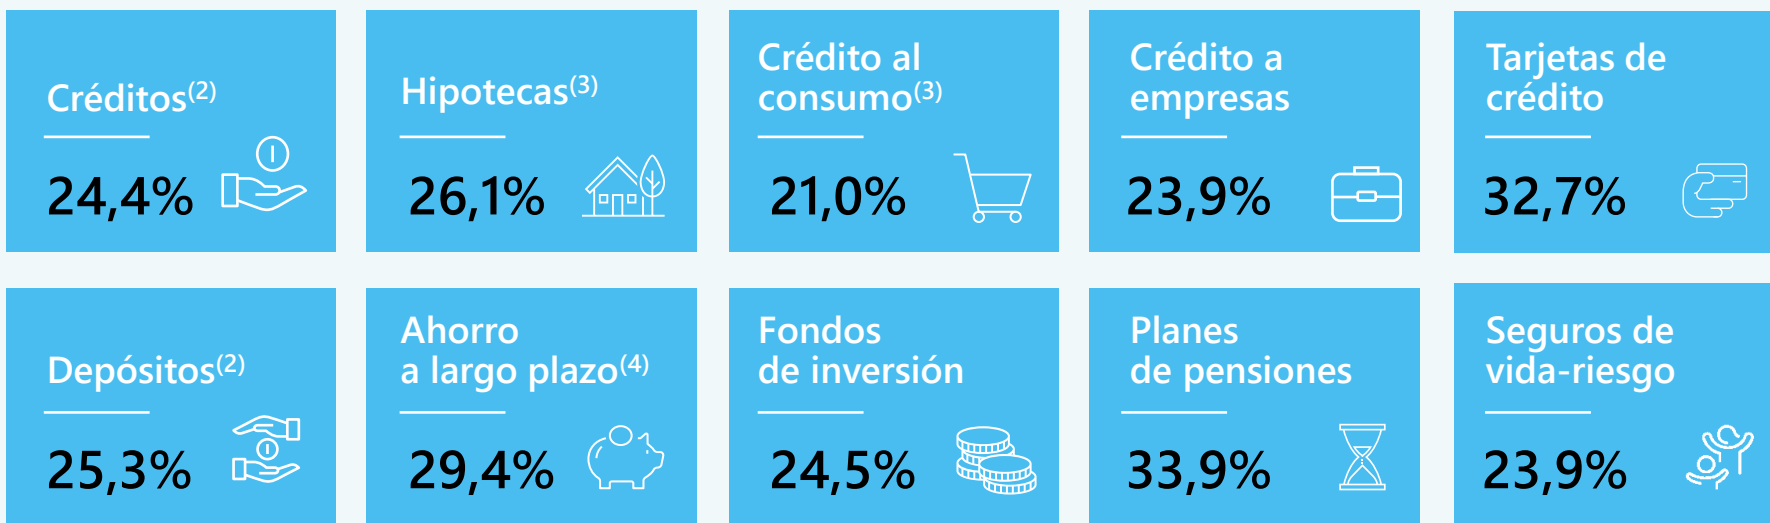 Créditos(2)
24,4%
Hipotecas(3)
26,1%
Crédito al
consumo(3)
21,0%
Crédito a
empresas
23,9%
Tarjetas de
crédito
32,7%
Depósitos(2)
25,3%
Ahorro
a largo plazo(4)
29,4%
Fondos
de inversión
24,5%
Planes
de pensiones
33,9%
Seguros de
vida-riesgo
23,9%